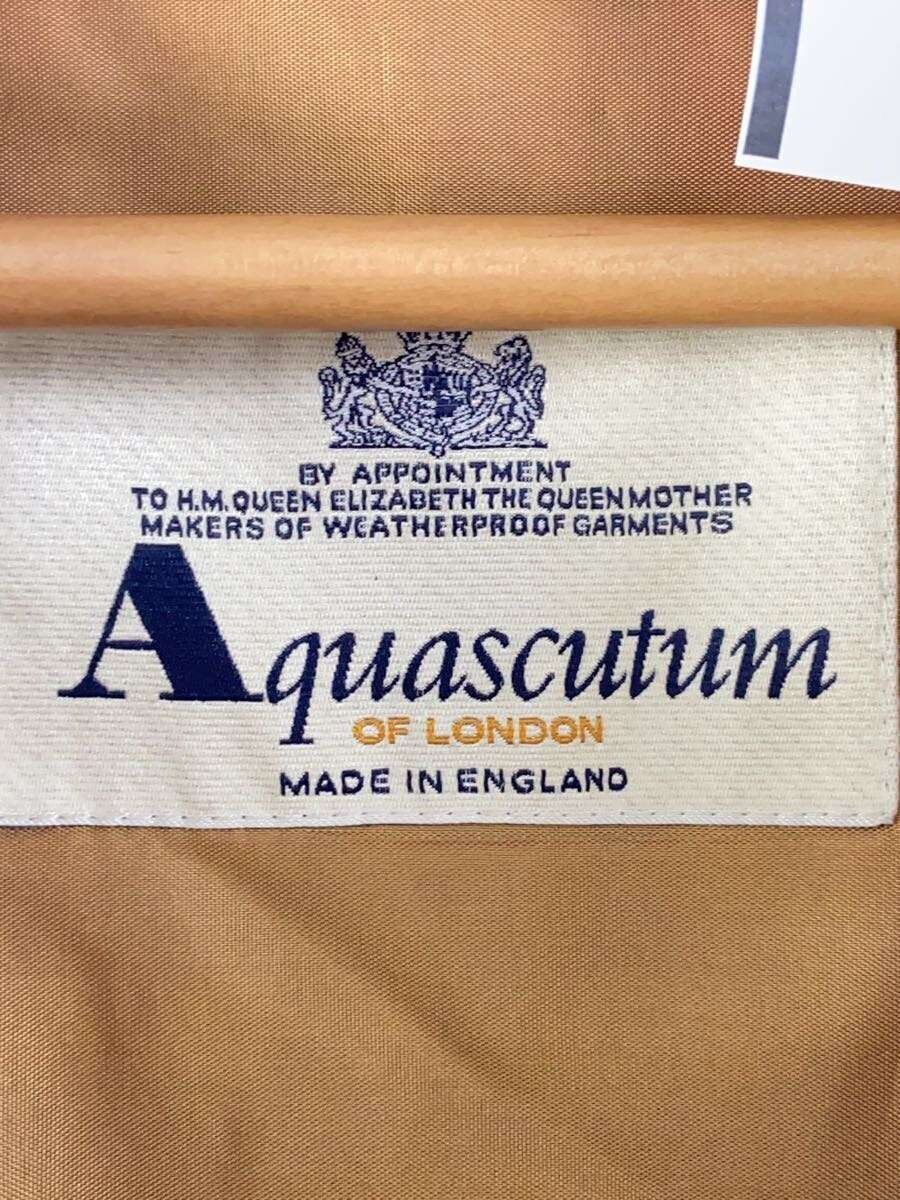 BY APPOINTMENT
TO H.M. QUEEN ELIZABETH THE QUEEN MOTHER
MAKERS OF WEATHERPROOF GARMENTS
Aquascutum
OF LONDON
MADE IN ENGLAND